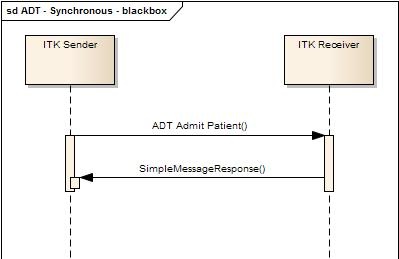 sd ADT - Synchronous - blackbox
ITK Sender
ITK Receiver
ADT Admit Patient()
SimpleMessageResponse()